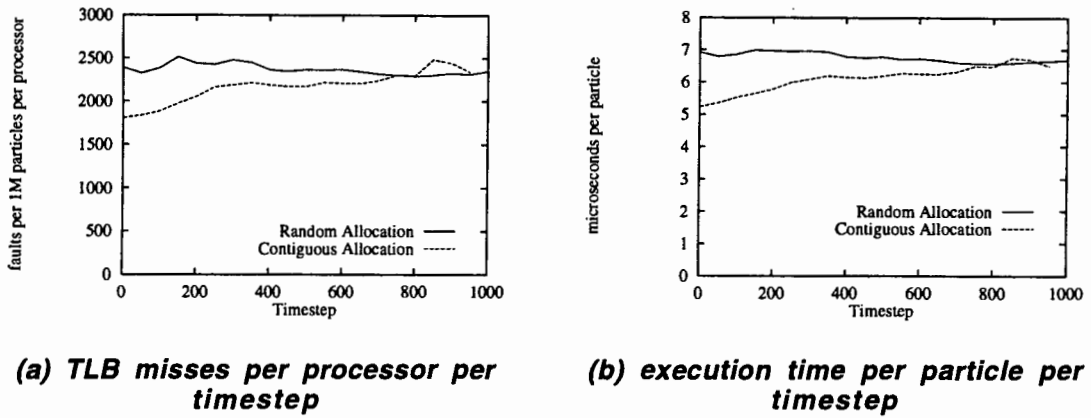 faults per 1M particles per processor
3000
2500
2000
1500
1000
500
0
Random Allocation
Contiguous Allocation
0 200 400 600 800 1000
Timestep
(a) TLB misses per processor per
timestep
microseconds per particle
8
7
6
5
4
3
2
1
0
Random Allocation
Contiguous Allocation
0 200 400 600 800 1000
Timestep
(b) execution time per particle per
timestep